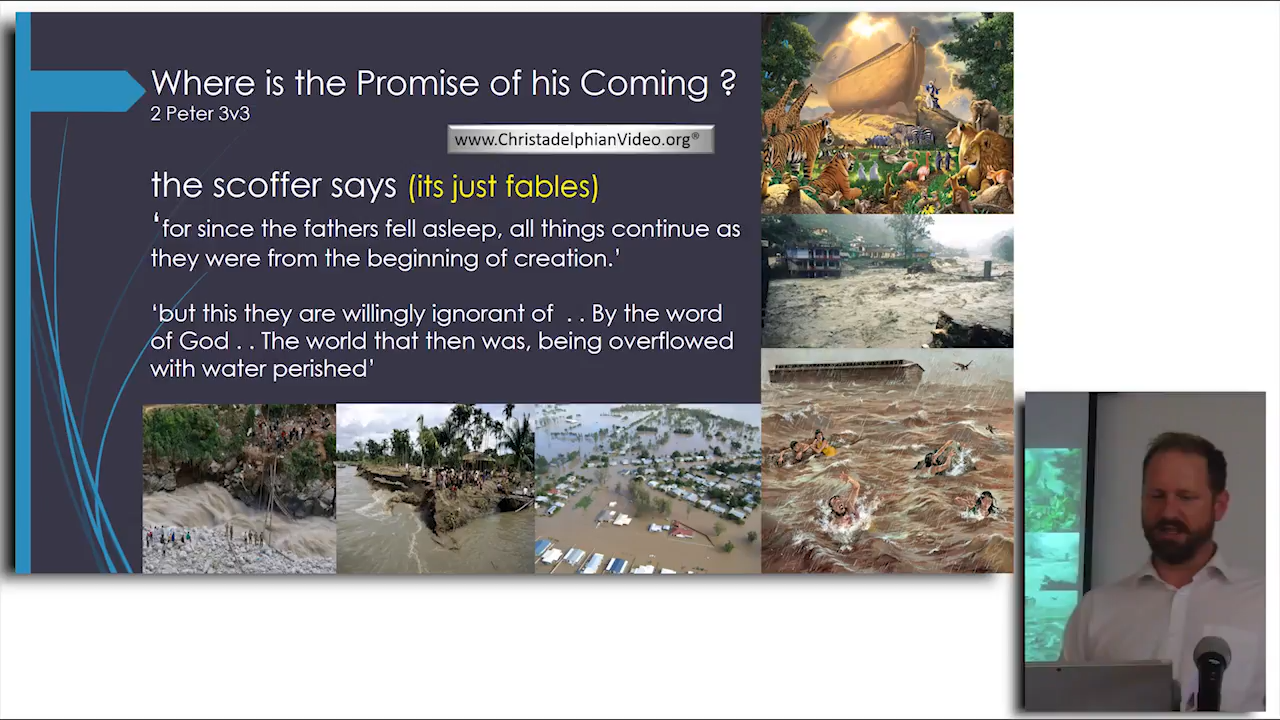 Where is the Promise of his Coming ?
2 Peter 3v3
www.ChristadelphianVideo.org®
the scoffer says (its just fables)
‘for since the fathers fell asleep, all things continue as
they were from the beginning of creation.’
‘but this they are willingly ignorant of . . By the word
of God . . The world that then was, being overflowed
with water perished’